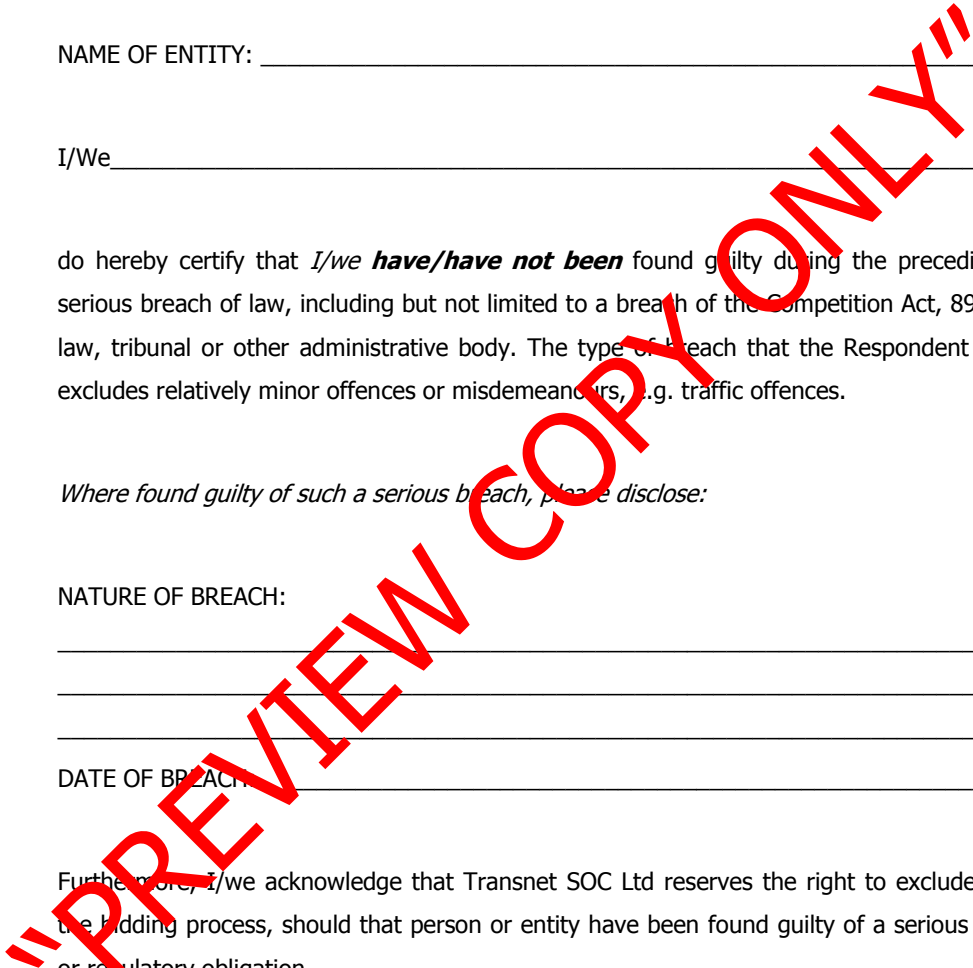 NAME OF ENTITY:
I/We
do hereby certify that I/we have/have not been found guilty during the precedi
serious breach of law, including but not limited to a breach of the Competition Act, 89
law, tribunal or other administrative body. The type of breach that the Respondent
excludes relatively minor offences or misdemeanours, e.g. traffic offences.
Where found guilty of such a serious breach, please disclose:
NATURE OF BREACH:
DATE OF BREACH:
Furthermore, I/we acknowledge that Transnet SOC Ltd reserves the right to exclude
the bidding process, should that person or entity have been found guilty of a serious
or regulatory obligation
"PREVIEW COPY ONLY"